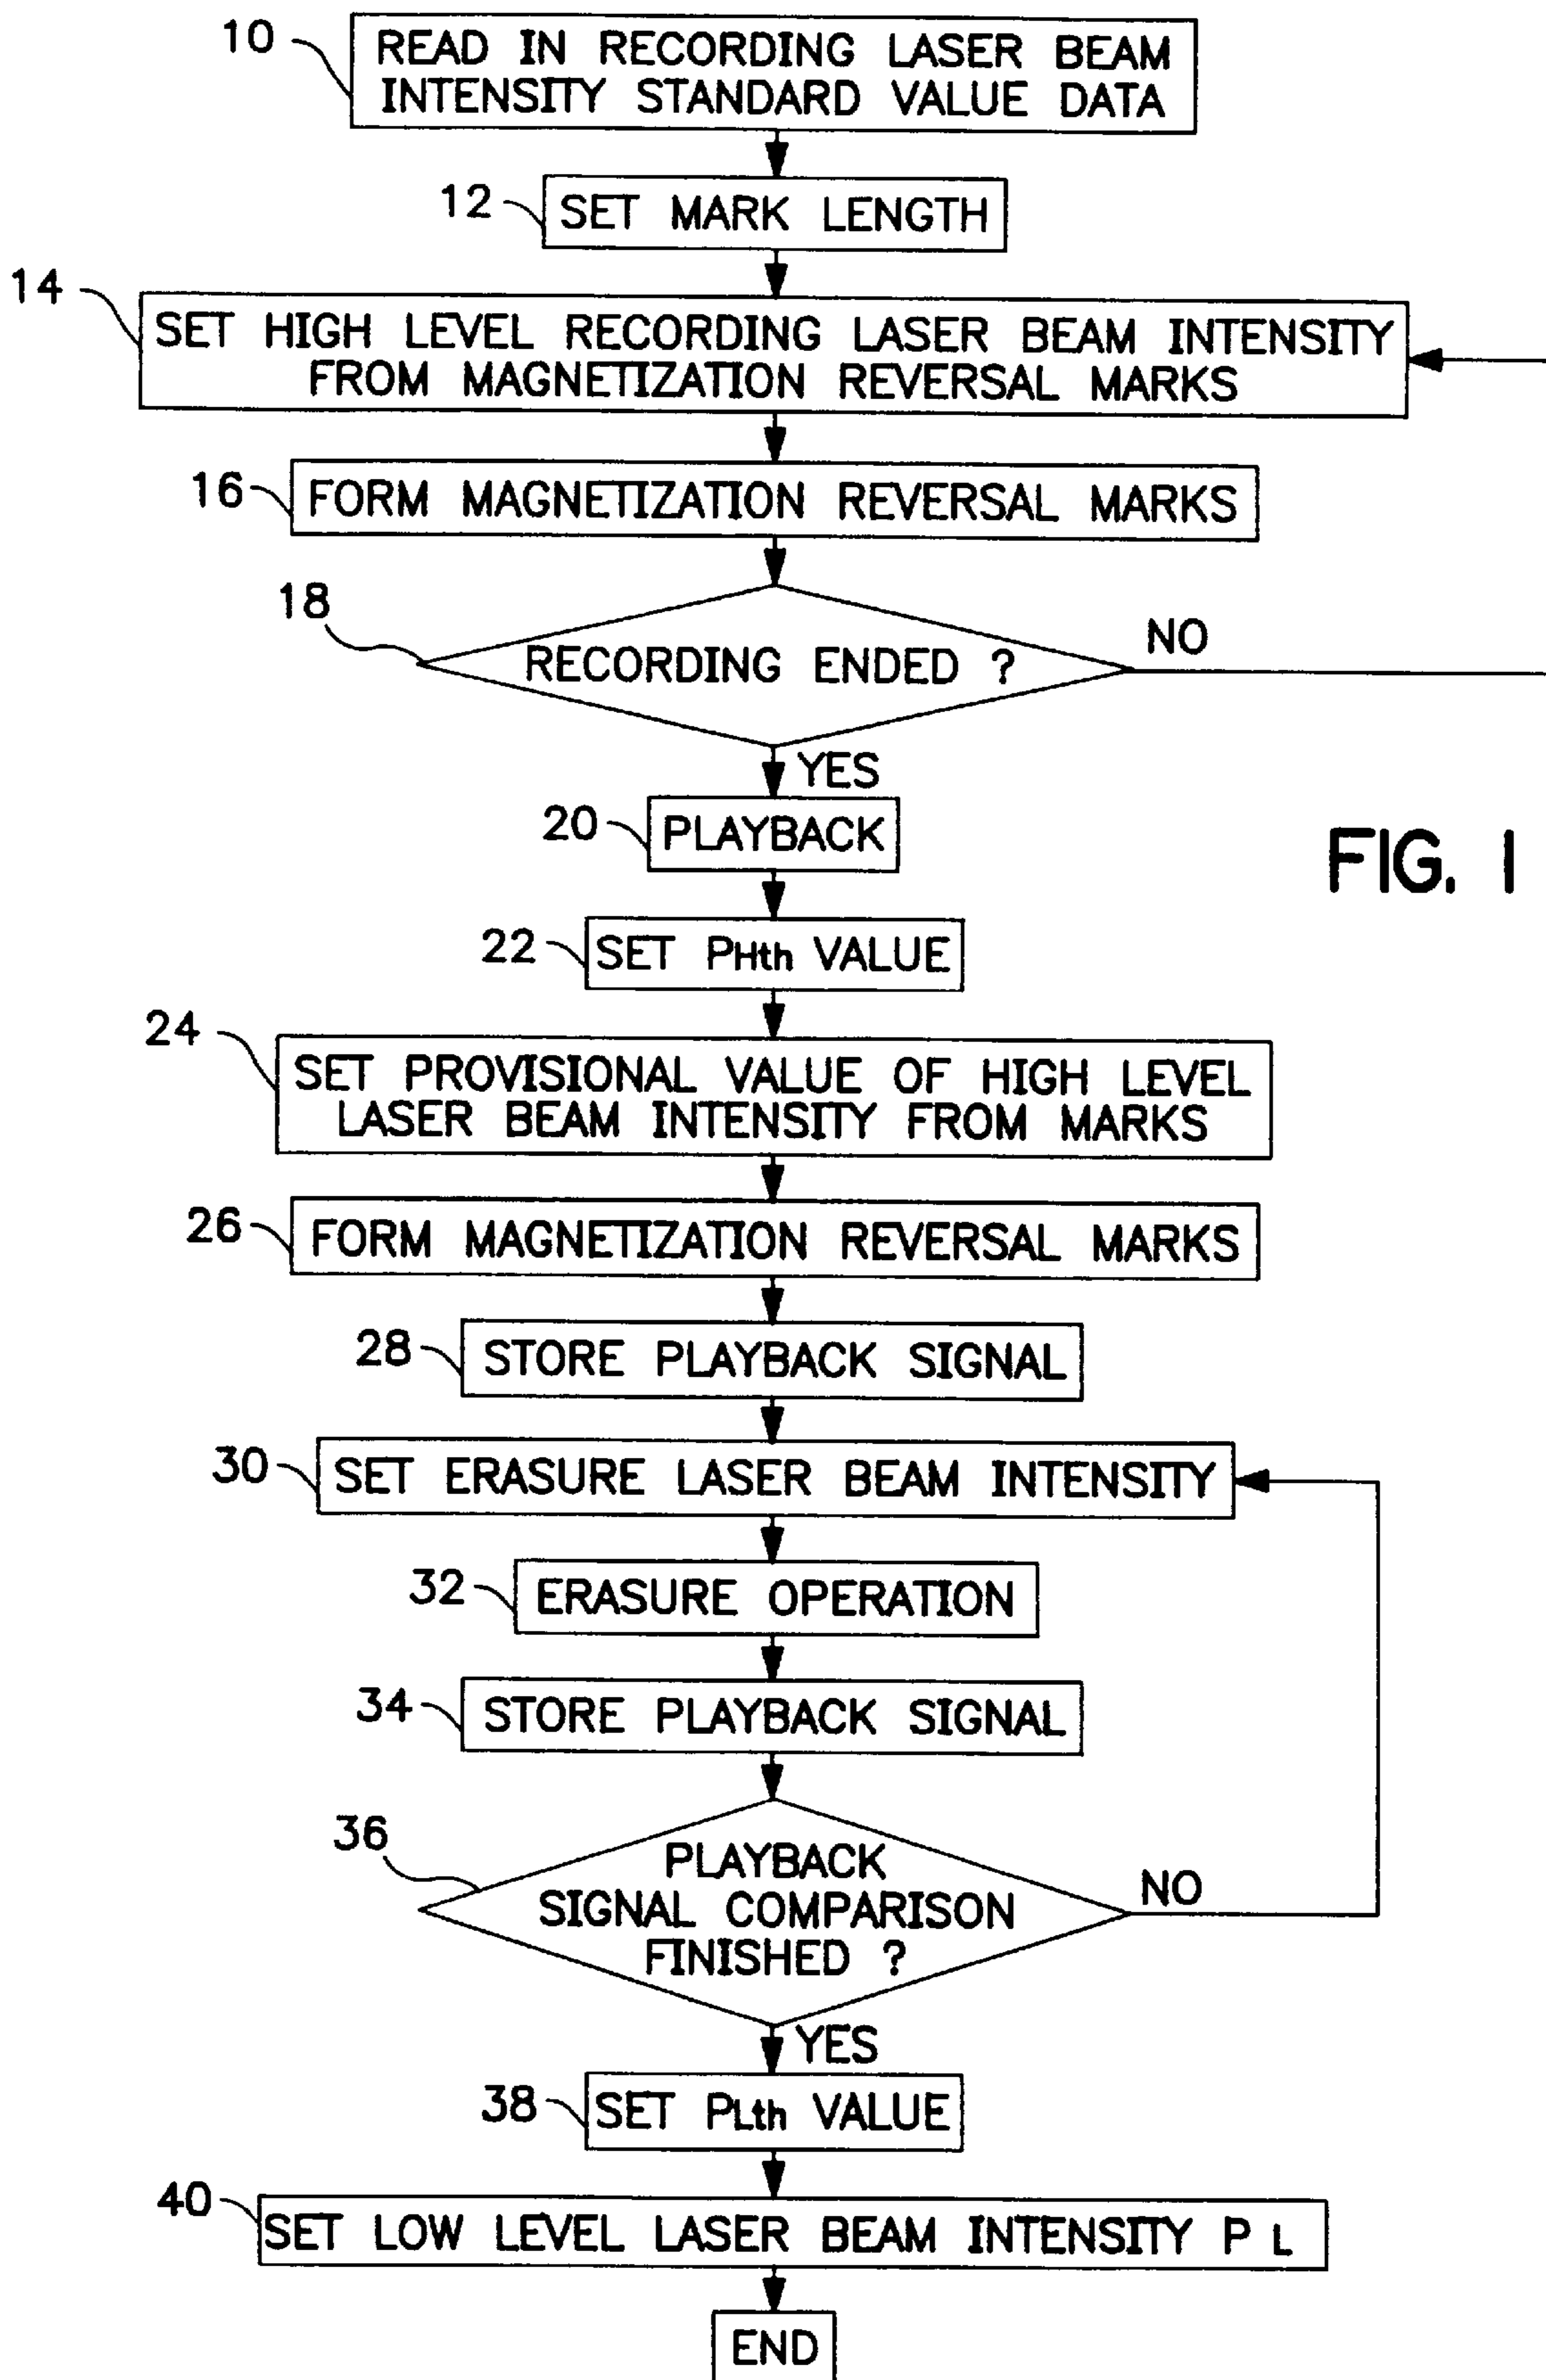 10
READ IN RECORDING LASER BEAM
INTENSITY STANDARD VALUE DATA
12
SET MARK LENGTH
14
SET HIGH LEVEL RECORDING LASER BEAM INTENSITY
FROM MAGNETIZATION REVERSAL MARKS
16
FORM MAGNETIZATION REVERSAL MARKS
18
RECORDING ENDED ?
NO
YES
20
PLAYBACK
FIG. 1
22
SET PHth VALUE
24
SET PROVISIONAL VALUE OF HIGH LEVEL
LASER BEAM INTENSITY FROM MARKS
26
FORM MAGNETIZATION REVERSAL MARKS
28
STORE PLAYBACK SIGNAL
30
SET ERASURE LASER BEAM INTENSITY
32
ERASURE OPERATION
34
STORE PLAYBACK SIGNAL
36
PLAYBACK
SIGNAL COMPARISON
FINISHED ?
NO
YES
38
SET PLth VALUE
40
SET LOW LEVEL LASER BEAM INTENSITY P L
END